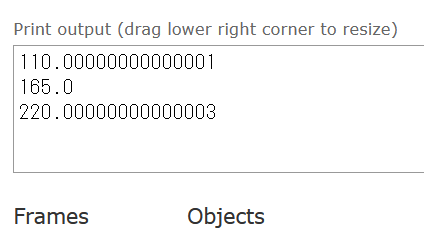 Print output (drag lower right corner to resize)
110.00000000000001
165.0
220.00000000000003
Frames Objects